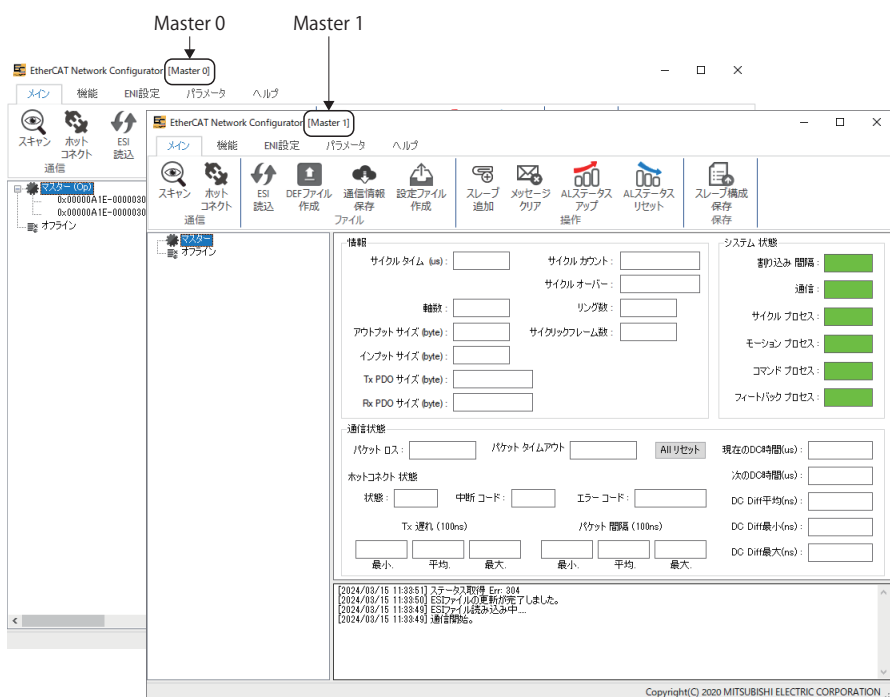 Master 0
Master 1
EtherCAT Network Configurator [Master 0]
メイン 機能 ENI設定 パラメータ ヘルプ
スキャン ホット コネクト ESI 読込
通信
マスター (Op)
0x00000A1E-0000030
0x00000A1E-0000030
オフライン
EtherCAT Network Configurator [Master 1]
メイン 機能 ENI設定 パラメータ ヘルプ
スキャン ホット ESI DEFファイル 通信情報 設定ファイル スレーブ メッセージ ALステータス ALステータス スレーブ構成
コネクト 読込 作成 保存 作成 追加 クリア アップ リセット 保存
通信 ファイル 操作 保存
マスター
オフライン
情報
サイクル タイム (us) : サイクル カウント :
サイクル オーバー :
軸数 : リング数 :
アウトプット サイズ (byte) : サイクリックフレーム数 :
インプット サイズ (byte) :
Tx PDO サイズ (byte) :
Rx PDO サイズ (byte) :
システム 状態
割り込み 間隔 :
通信 :
サイクル プロセス :
モーション プロセス :
コマンド プロセス :
フィードバック プロセス :
通信状態
パケット ロス : パケット タイムアウト All リセット 現在のDC時間(us) :
ホットコネクト 状態 次のDC時間(us) :
状態 : 中断 コード : エラー コード : DC Diff平均(ns) :
Tx 遅れ (100ns) パケット 間隔 (100ns) DC Diff最小(ns) :
DC Diff最大(ns) :
最小. 平均. 最大. 最小. 平均. 最大.
[2024/03/15 11:33:51] ステータス取得 Err: 304
[2024/03/15 11:33:50] ESIファイルの更新が完了しました。
[2024/03/15 11:33:49] ESIファイル読み込み中....
[2024/03/15 11:33:49] 通信開始。
Copyright(C) 2020 MITSUBISHI ELECTRIC CORPORATION